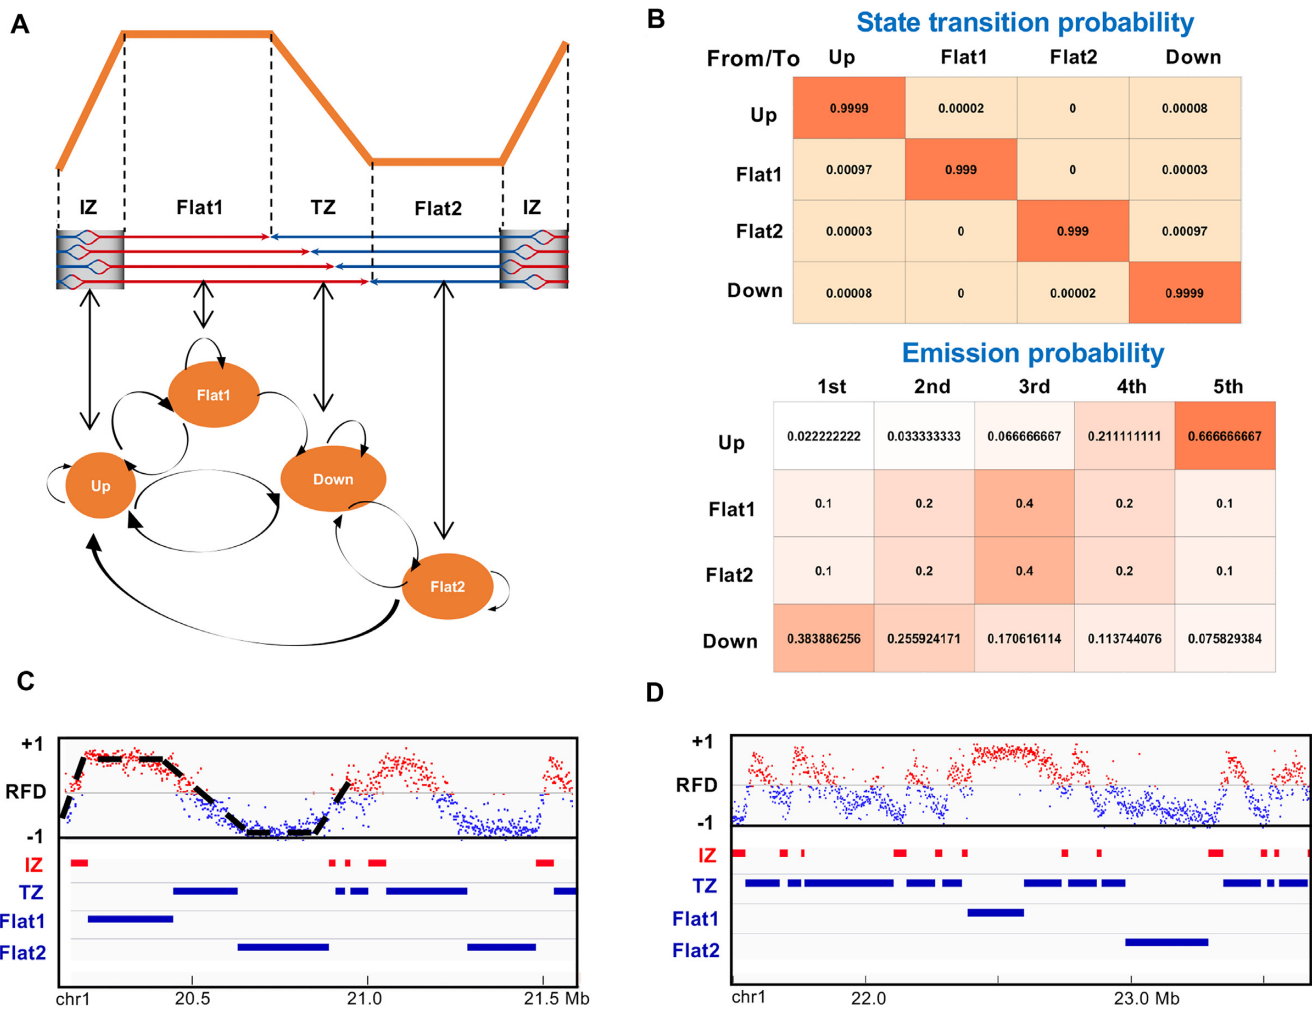 A
IZ Flat1 TZ Flat2 IZ
Flat1
Up
Down
Flat2
B
State transition probability
From/To Up Flat1 Flat2 Down
Up 0.9999 0.00002 0 0.00008
Flat1 0.00097 0.999 0 0.00003
Flat2 0.00003 0 0.999 0.00097
Down 0.00008 0 0.00002 0.9999
Emission probability
1st 2nd 3rd 4th 5th
Up 0.022222222 0.033333333 0.066666667 0.211111111 0.666666667
Flat1 0.1 0.2 0.4 0.2 0.1
Flat2 0.1 0.2 0.4 0.2 0.1
Down 0.383886256 0.255924171 0.170616114 0.113744076 0.075829384
C
+1
RFD
-1
IZ
TZ
Flat1
Flat2
chr1 20.5 21.0 21.5 Mb
D
+1
RFD
-1
IZ
TZ
Flat1
Flat2
chr1 22.0 23.0 Mb